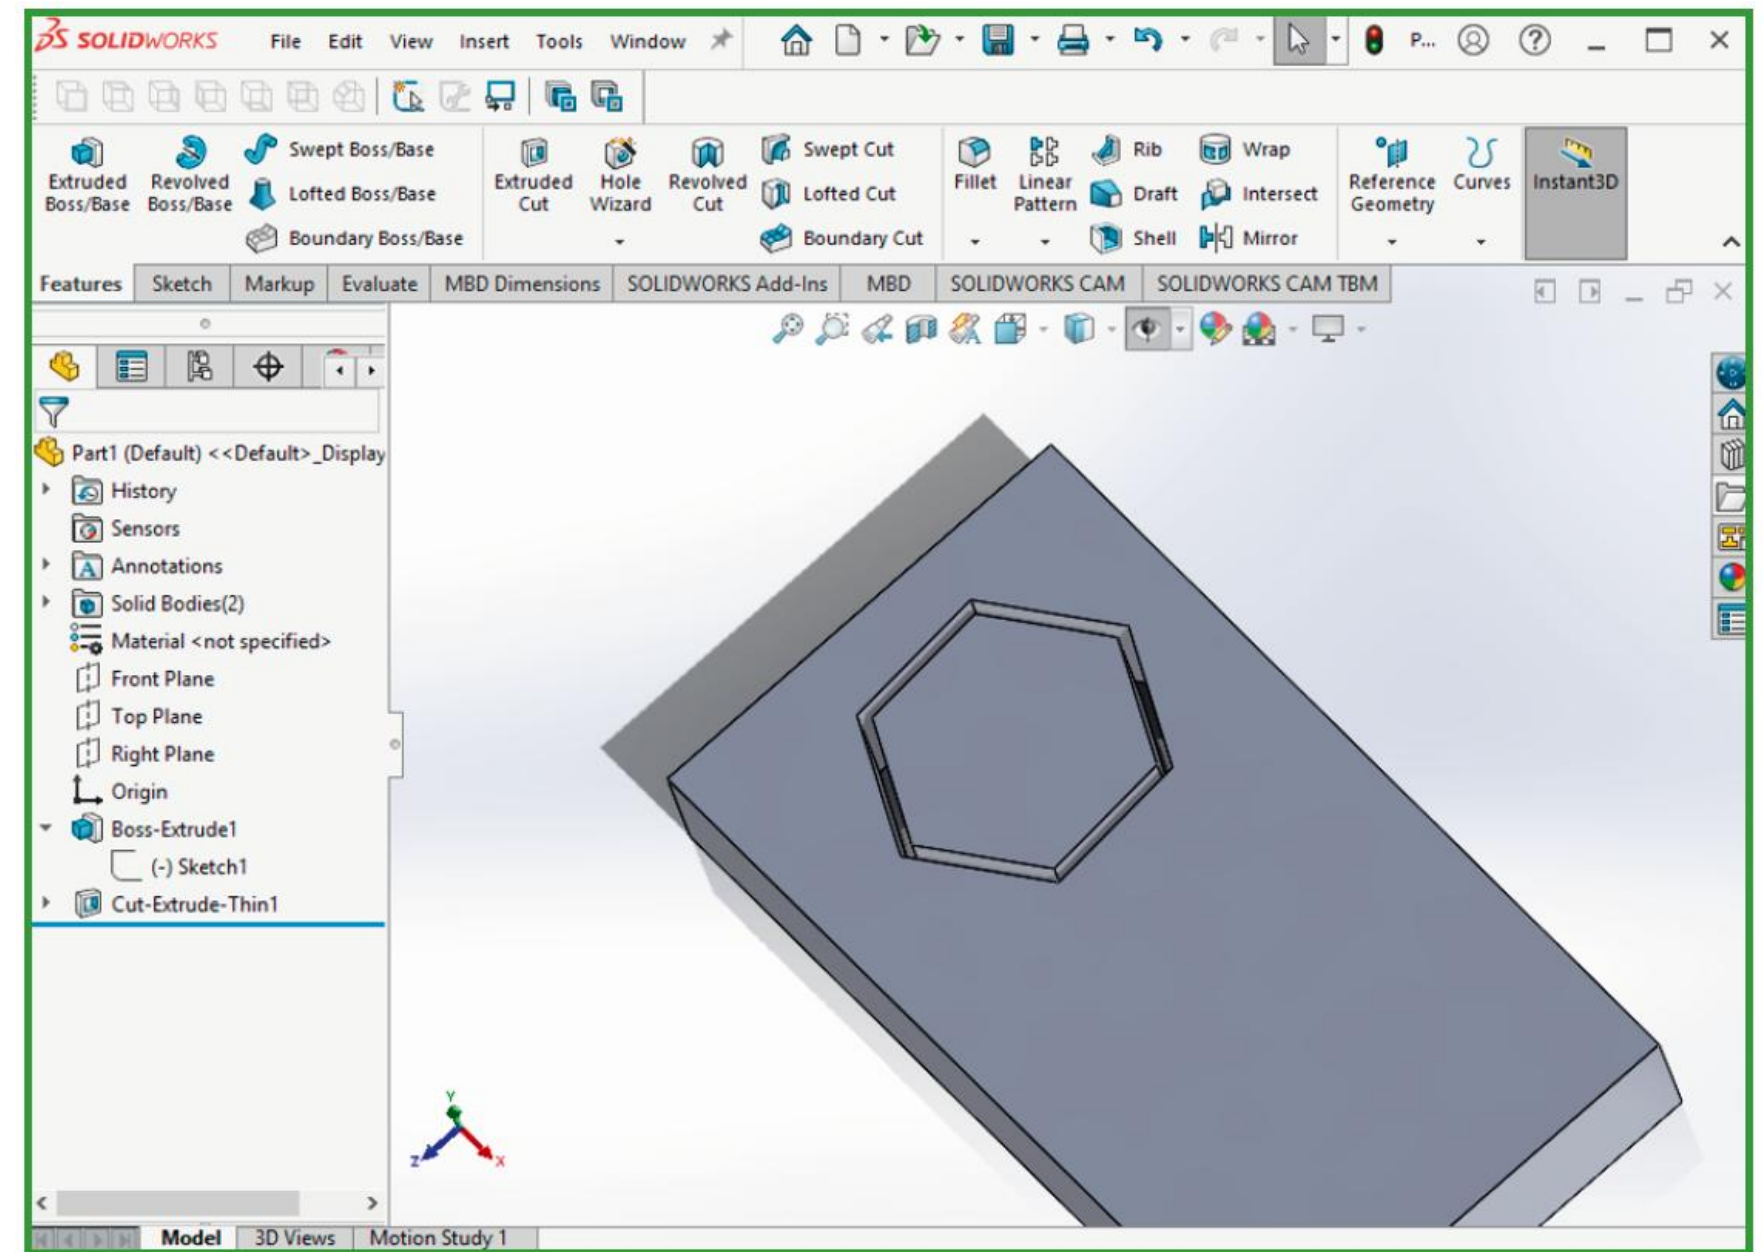 SOLIDWORKS File Edit View Insert Tools Window P...
Extruded Boss/Base
Revolved Boss/Base
Swept Boss/Base
Lofted Boss/Base
Boundary Boss/Base
Extruded Cut
Hole Wizard
Revolved Cut
Swept Cut
Lofted Cut
Boundary Cut
Fillet
Linear Pattern
Rib
Draft
Shell
Wrap
Intersect
Mirror
Reference Geometry
Curves
Instant3D
Features Sketch Markup Evaluate MBD Dimensions SOLIDWORKS Add-Ins MBD SOLIDWORKS CAM SOLIDWORKS CAM TBM
Part1 (Default) <<Default>_Display
History
Sensors
Annotations
Solid Bodies(2)
Material <not specified>
Front Plane
Top Plane
Right Plane
Origin
Boss-Extrude1
(-) Sketch1
Cut-Extrude-Thin1
Y
Z
X
Model 3D Views Motion Study 1